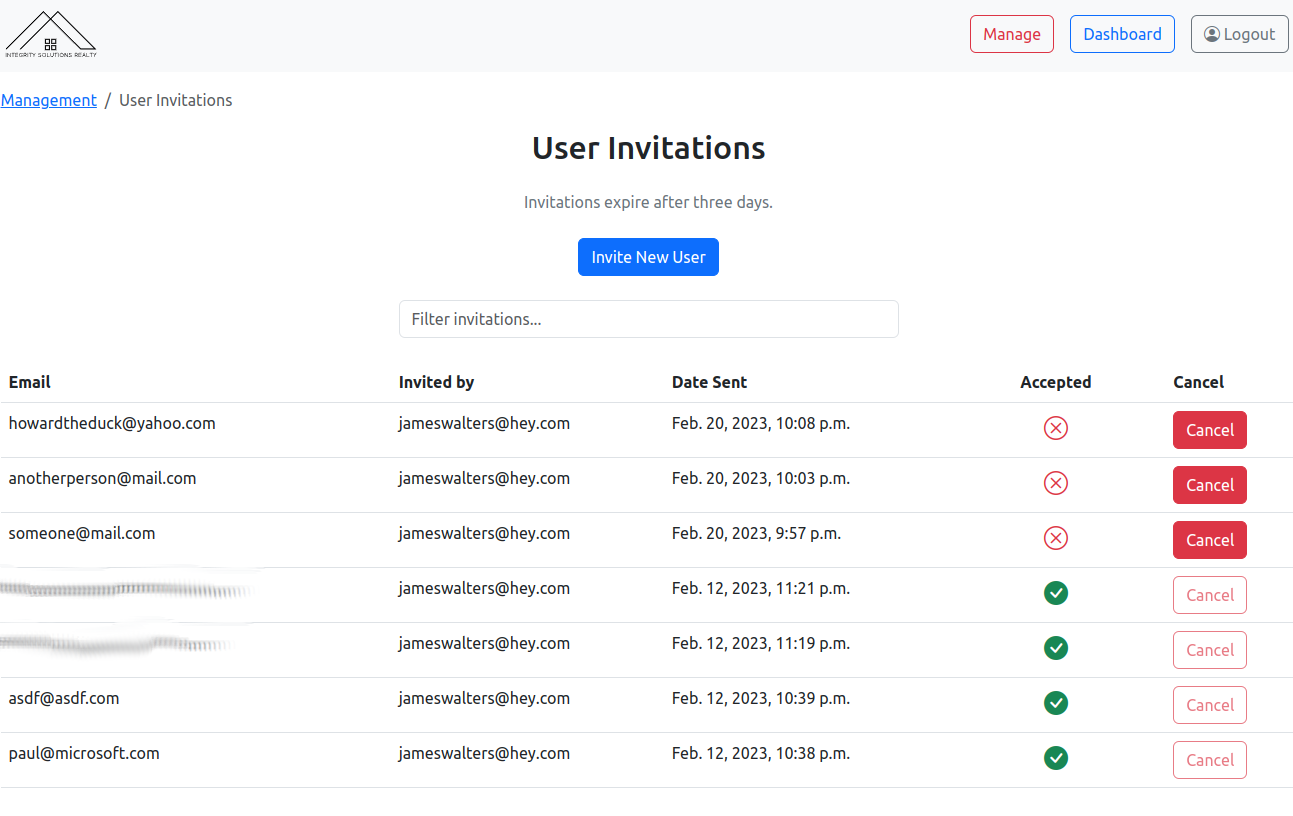 INTEGRITY SOLUTIONS REALTY
Manage Dashboard Logout
Management / User Invitations
User Invitations
Invitations expire after three days.
Invite New User
Filter invitations...
Email Invited by Date Sent Accepted Cancel
howardtheduck@yahoo.com jameswalters@hey.com Feb. 20, 2023, 10:08 p.m. Cancel
anotherperson@mail.com jameswalters@hey.com Feb. 20, 2023, 10:03 p.m. Cancel
someone@mail.com jameswalters@hey.com Feb. 20, 2023, 9:57 p.m. Cancel
jameswalters@hey.com Feb. 12, 2023, 11:21 p.m. Cancel
jameswalters@hey.com Feb. 12, 2023, 11:19 p.m. Cancel
asdf@asdf.com jameswalters@hey.com Feb. 12, 2023, 10:39 p.m. Cancel
paul@microsoft.com jameswalters@hey.com Feb. 12, 2023, 10:38 p.m. Cancel